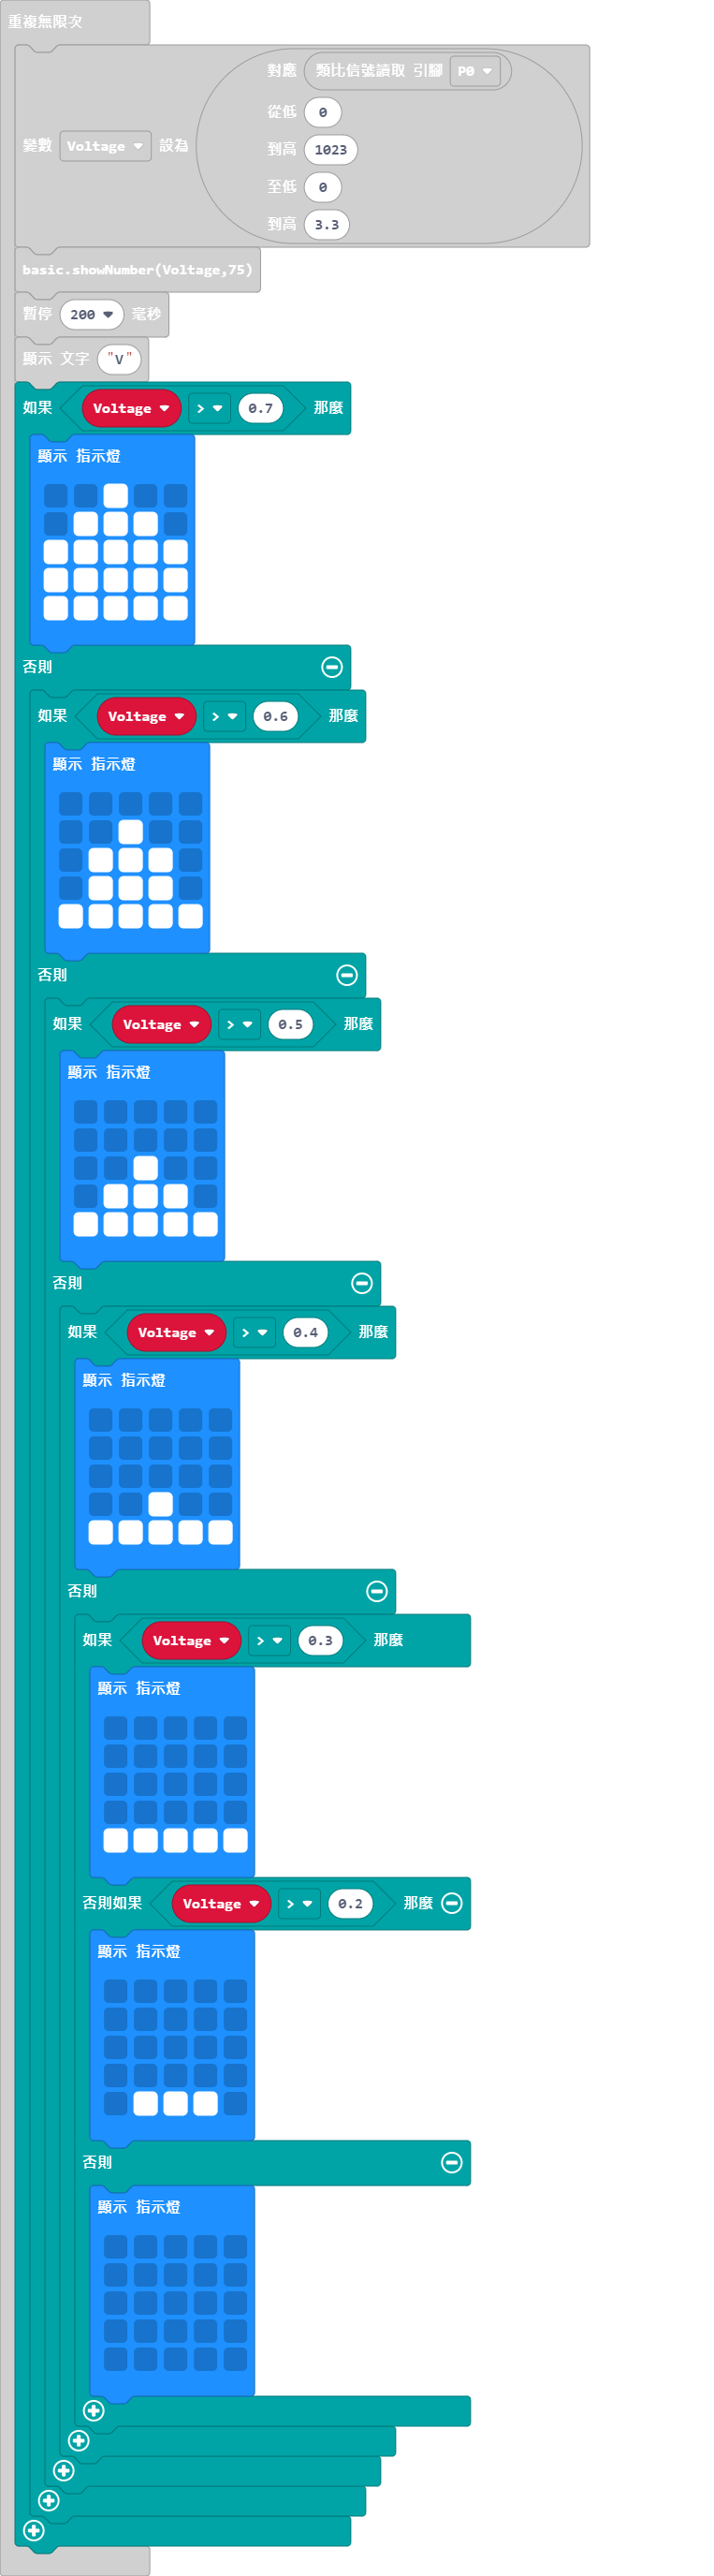 重複無限次
對應 類比信號讀取 引腳 P0
從低 0
變數 Voltage 設為 到高 1023
至低 0
到高 3.3
basic.showNumber(Voltage,75)
暫停 200 毫秒
顯示 文字 "V"
如果 Voltage > 0.7 那麼
顯示 指示燈
否則
如果 Voltage > 0.6 那麼
顯示 指示燈
否則
如果 Voltage > 0.5 那麼
顯示 指示燈
否則
如果 Voltage > 0.4 那麼
顯示 指示燈
否則
如果 Voltage > 0.3 那麼
顯示 指示燈
否則如果 Voltage > 0.2 那麼
顯示 指示燈
否則
顯示 指示燈